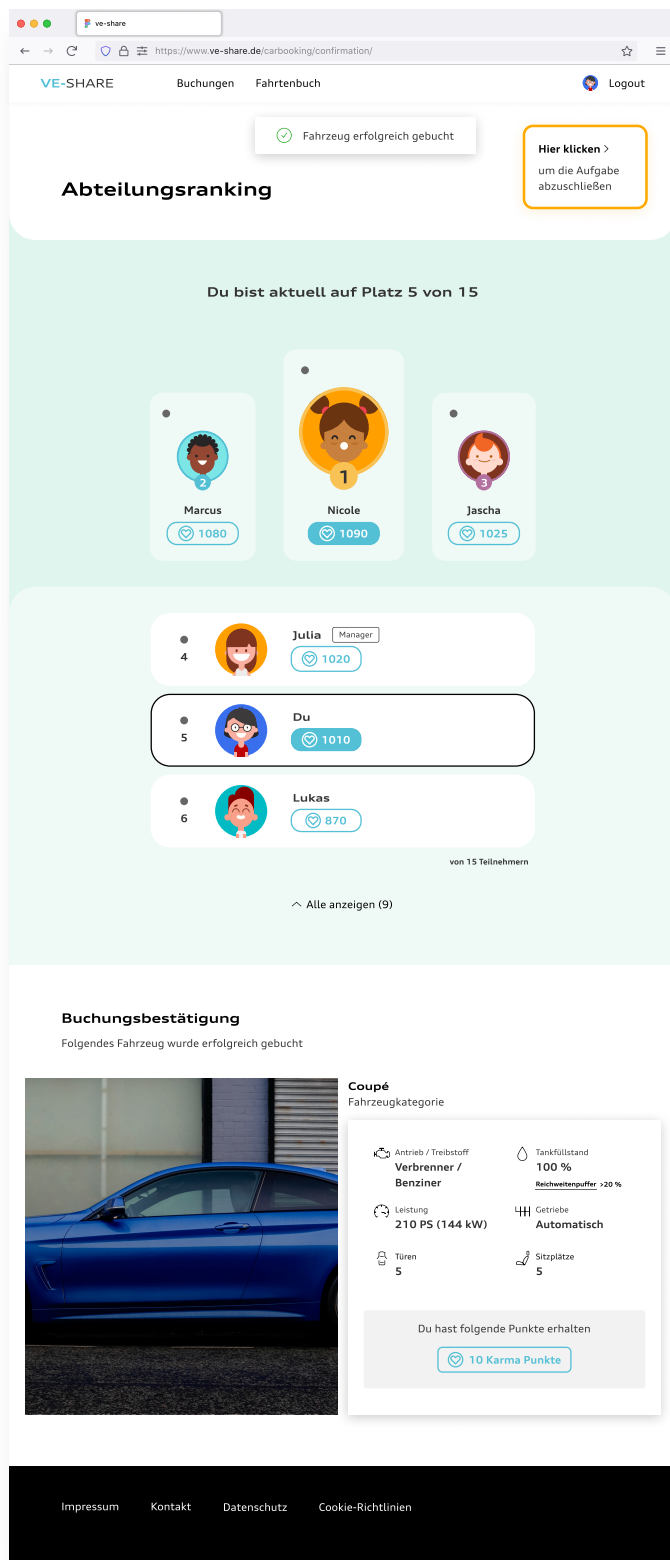 ve-share
https://www.ve-share.de/carbooking/confirmation/
VE-SHARE
Buchungen
Fahrtenbuch
Logout
Fahrzeug erfolgreich gebucht
Hier klicken >
um die Aufgabe
abzuschließen
Abteilungsranking
Du bist aktuell auf Platz 5 von 15
2
Marcus
1080
1
Nicole
1090
3
Jascha
1025
4
Julia
Manager
1020
5
Du
1010
6
Lukas
870
von 15 Teilnehmern
Alle anzeigen (9)
Buchungsbestätigung
Folgendes Fahrzeug wurde erfolgreich gebucht
Coupé
Fahrzeugkategorie
Antrieb / Treibstoff
Verbrenner /
Benziner
Tankfüllstand
100 %
Reichweitenpuffer >20 %
Leistung
210 PS (144 kW)
Getriebe
Automatisch
Türen
5
Sitzplätze
5
Du hast folgende Punkte erhalten
10 Karma Punkte
Impressum
Kontakt
Datenschutz
Cookie-Richtlinien